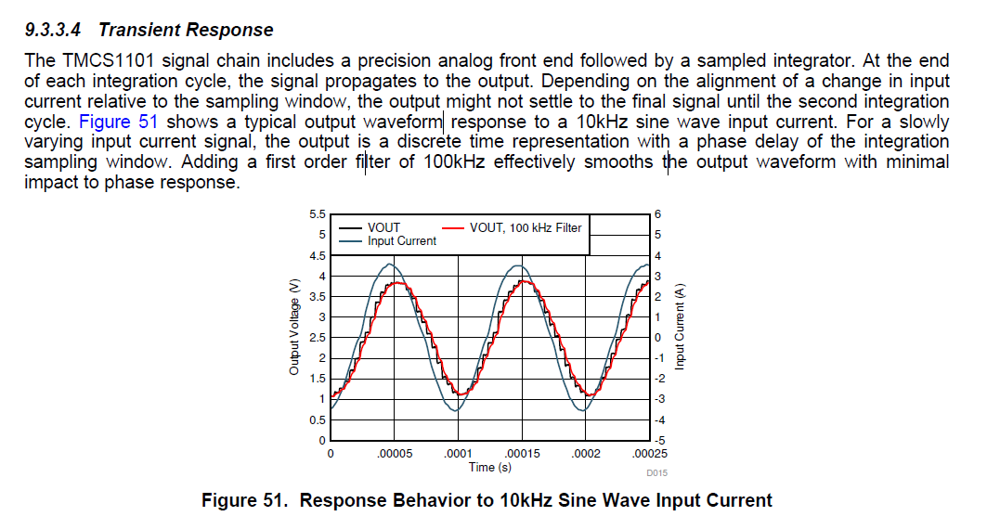 9.3.3.4 Transient Response
The TMCS1101 signal chain includes a precision analog front end followed by a sampled integrator. At the end
of each integration cycle, the signal propagates to the output. Depending on the alignment of a change in input
current relative to the sampling window, the output might not settle to the final signal until the second integration
cycle. Figure 51 shows a typical output waveform response to a 10kHz sine wave input current. For a slowly
varying input current signal, the output is a discrete time representation with a phase delay of the integration
sampling window. Adding a first order filter of 100kHz effectively smooths the output waveform with minimal
impact to phase response.
VOUT
VOUT, 100 kHz Filter
Input Current
Output Voltage (V)
5.5
5
4.5
4
3.5
3
2.5
2
1.5
1
0.5
0
6
5
4
3
2
1
0
-1
-2
-3
-4
-5
Input Current (A)
0 .00005 .0001 .00015 .0002 .00025
Time (s)
D015
Figure 51. Response Behavior to 10kHz Sine Wave Input Current